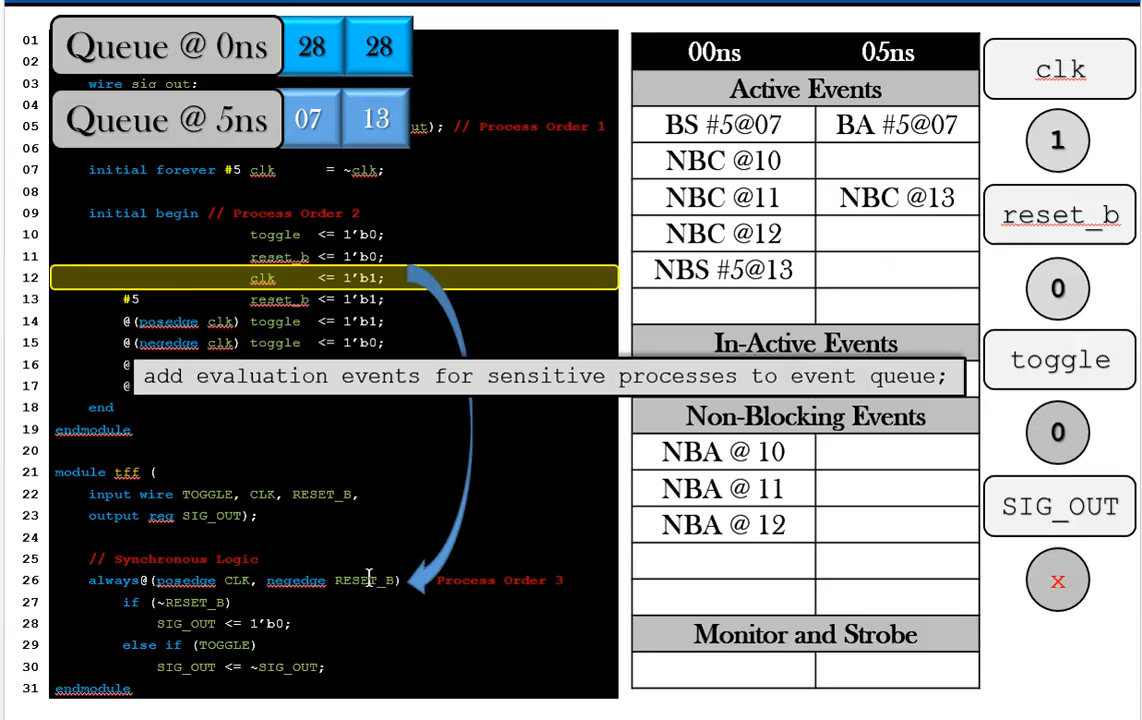 Queue @ 0ns 28 28
Queue @ 5ns 07 13
01
02
03 wire sig_out;
04
05 ut); // Process Order 1
06
07 initial forever #5 clk = ~clk;
08
09 initial begin // Process Order 2
10 toggle <= 1'b0;
11 reset_b <= 1'b0;
12 clk <= 1'b1;
13 #5 reset_b <= 1'b1;
14 @(posedge clk) toggle <= 1'b1;
15 @(negedge clk) toggle <= 1'b0;
16 @
17 @
add evaluation events for sensitive processes to event queue;
18 end
19 endmodule
20
21 module tff (
22 input wire TOGGLE, CLK, RESET_B,
23 output reg SIG_OUT);
24
25 // Synchronous Logic
26 always@(posedge CLK, negedge RESET_B) Process Order 3
27 if (~RESET_B)
28 SIG_OUT <= 1'b0;
29 else if (TOGGLE)
30 SIG_OUT <= ~SIG_OUT;
31 endmodule
00ns 05ns
Active Events
BS #5@07 BA #5@07
NBC @10
NBC @11 NBC @13
NBC @12
NBS #5@13
In-Active Events
Non-Blocking Events
NBA @ 10
NBA @ 11
NBA @ 12
Monitor and Strobe
clk
1
reset_b
0
toggle
0
SIG_OUT
x